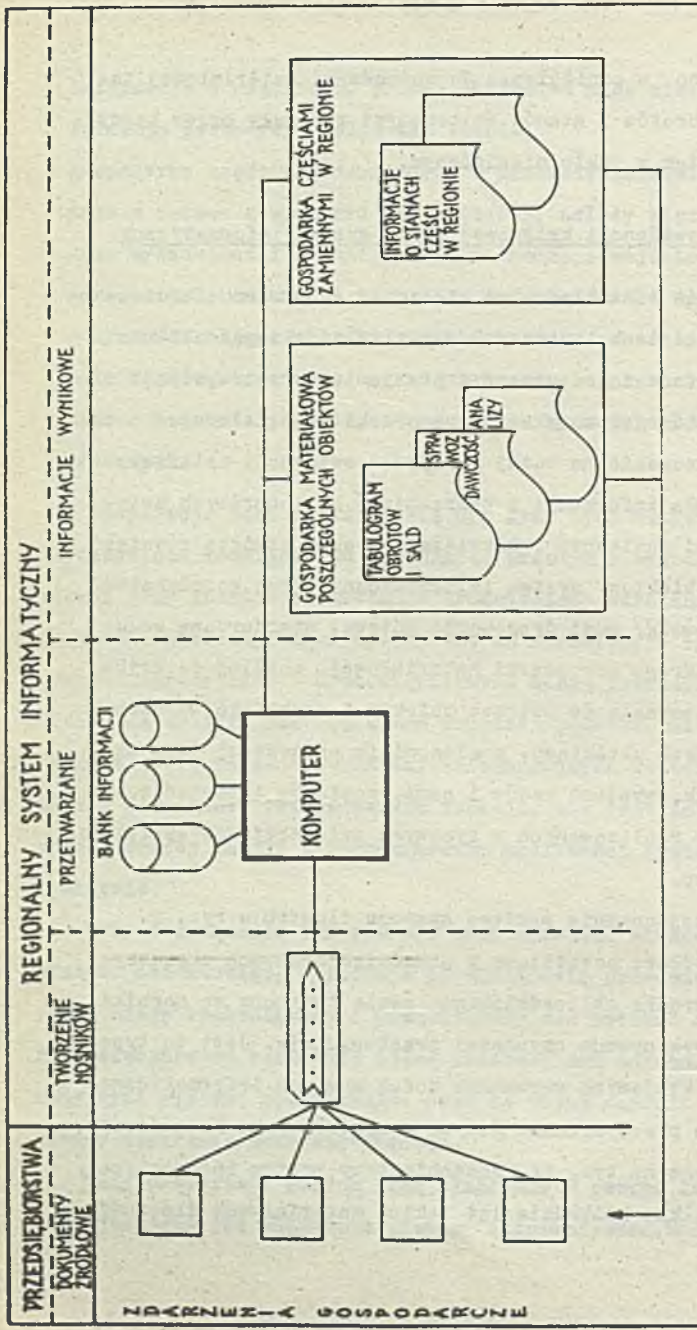 PRZEDSIĘBIORSTWA
REGIONALNY SYSTEM INFORMATYCZNY
DOKUMENTY
ŹRÓDŁOWE
TWORZENIE
NOŚNIKÓW
PRZETWARZANIE
INFORMACJE WYNIKOWE
ZDARZENIA GOSPODARCZE
BANK INFORMACJI
KOMPUTER
GOSPODARKA MATERIAŁOWA
POSZCZEGÓLNYCH OBIEKTÓW
TABULOGRAM
OBROTÓW
I SALD
SPRA
MOZ
DAWCZOŚĆ
ANA
LIZY
GOSPODARKA CZĘŚCIAMI
ZAMIENNYMI W REGIONIE
INFORMACJE
O STANACH
CZĘŚCI
W REGIONIE